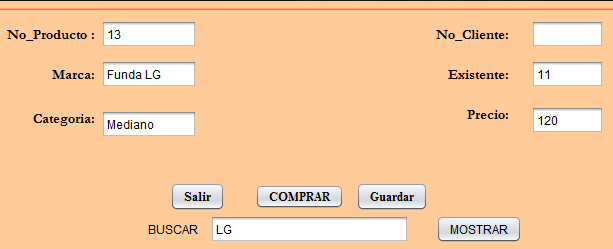 No_Producto : 13 No_Cliente:
Marca: Funda LG Existente: 11
Categoria: Mediano Precio: 120
Salir COMPRAR Guardar
BUSCAR LG MOSTRAR